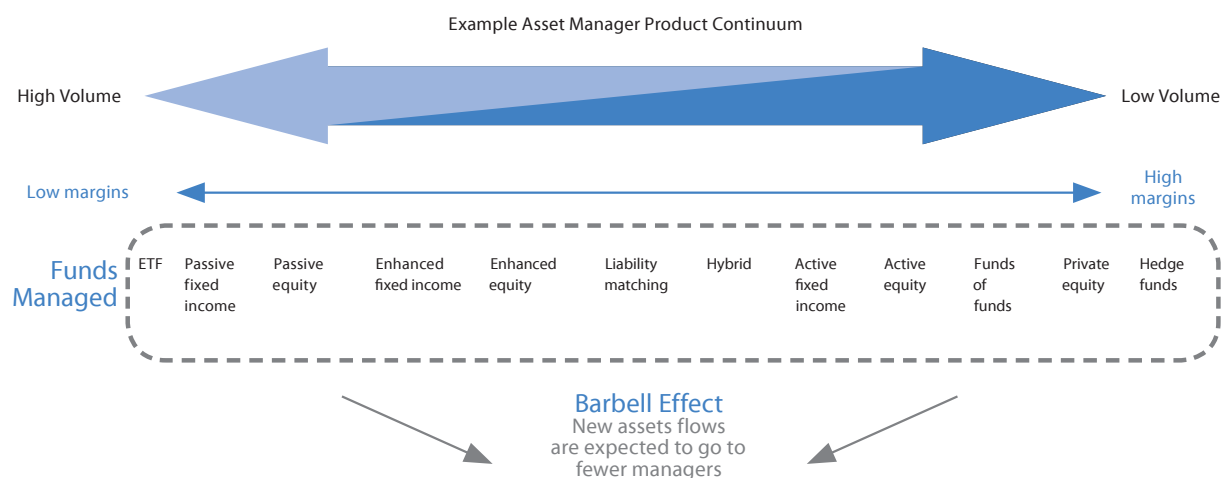 Example Asset Manager Product Continuum
High Volume
Low Volume
Low margins
High
margins
Funds
Managed
ETF
Passive
fixed
income
Passive
equity
Enhanced
fixed income
Enhanced
equity
Liability
matching
Hybrid
Active
fixed
income
Active
equity
Funds
of
funds
Private
equity
Hedge
funds
Barbell Effect
New assets flows
are expected to go to
fewer managers